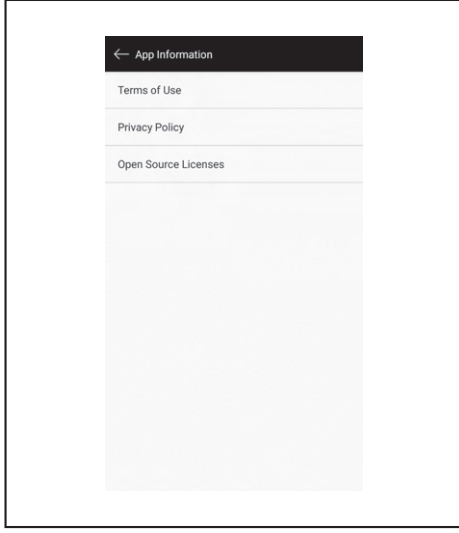 ← App Information
Terms of Use
Privacy Policy
Open Source Licenses